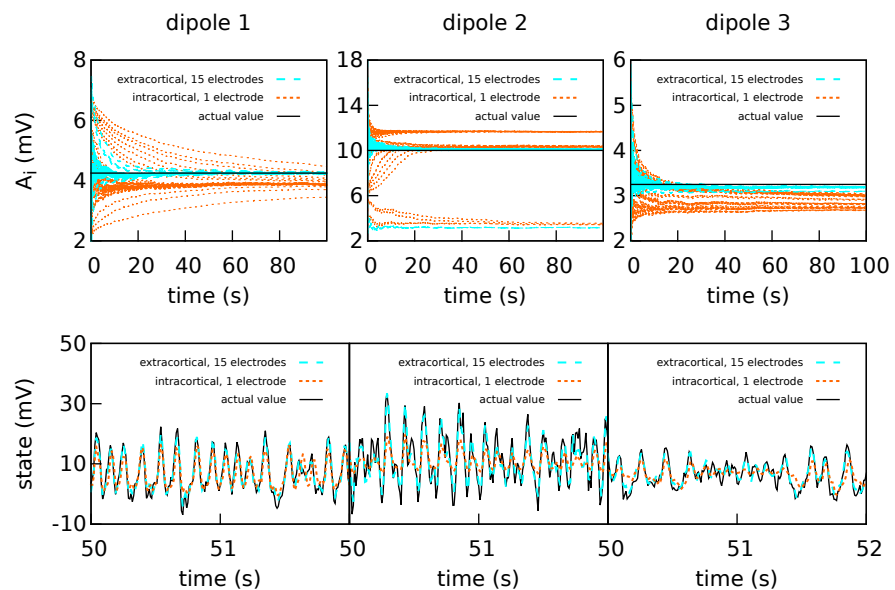 dipole 1
dipole 2
dipole 3
A_i (mV)
8
6
4
2
extracortical, 15 electrodes
intracortical, 1 electrode
actual value
0 20 40 60 80
time (s)
18
14
10
6
2
extracortical, 15 electrodes
intracortical, 1 electrode
actual value
0 20 40 60 80
time (s)
6
5
4
3
2
extracortical, 15 electrodes
intracortical, 1 electrode
actual value
0 20 40 60 80 100
time (s)
state (mV)
50
30
10
-10
extracortical, 15 electrodes
intracortical, 1 electrode
actual value
50 51
time (s)
extracortical, 15 electrodes
intracortical, 1 electrode
actual value
50 51
time (s)
extracortical, 15 electrodes
intracortical, 1 electrode
actual value
50 51 52
time (s)